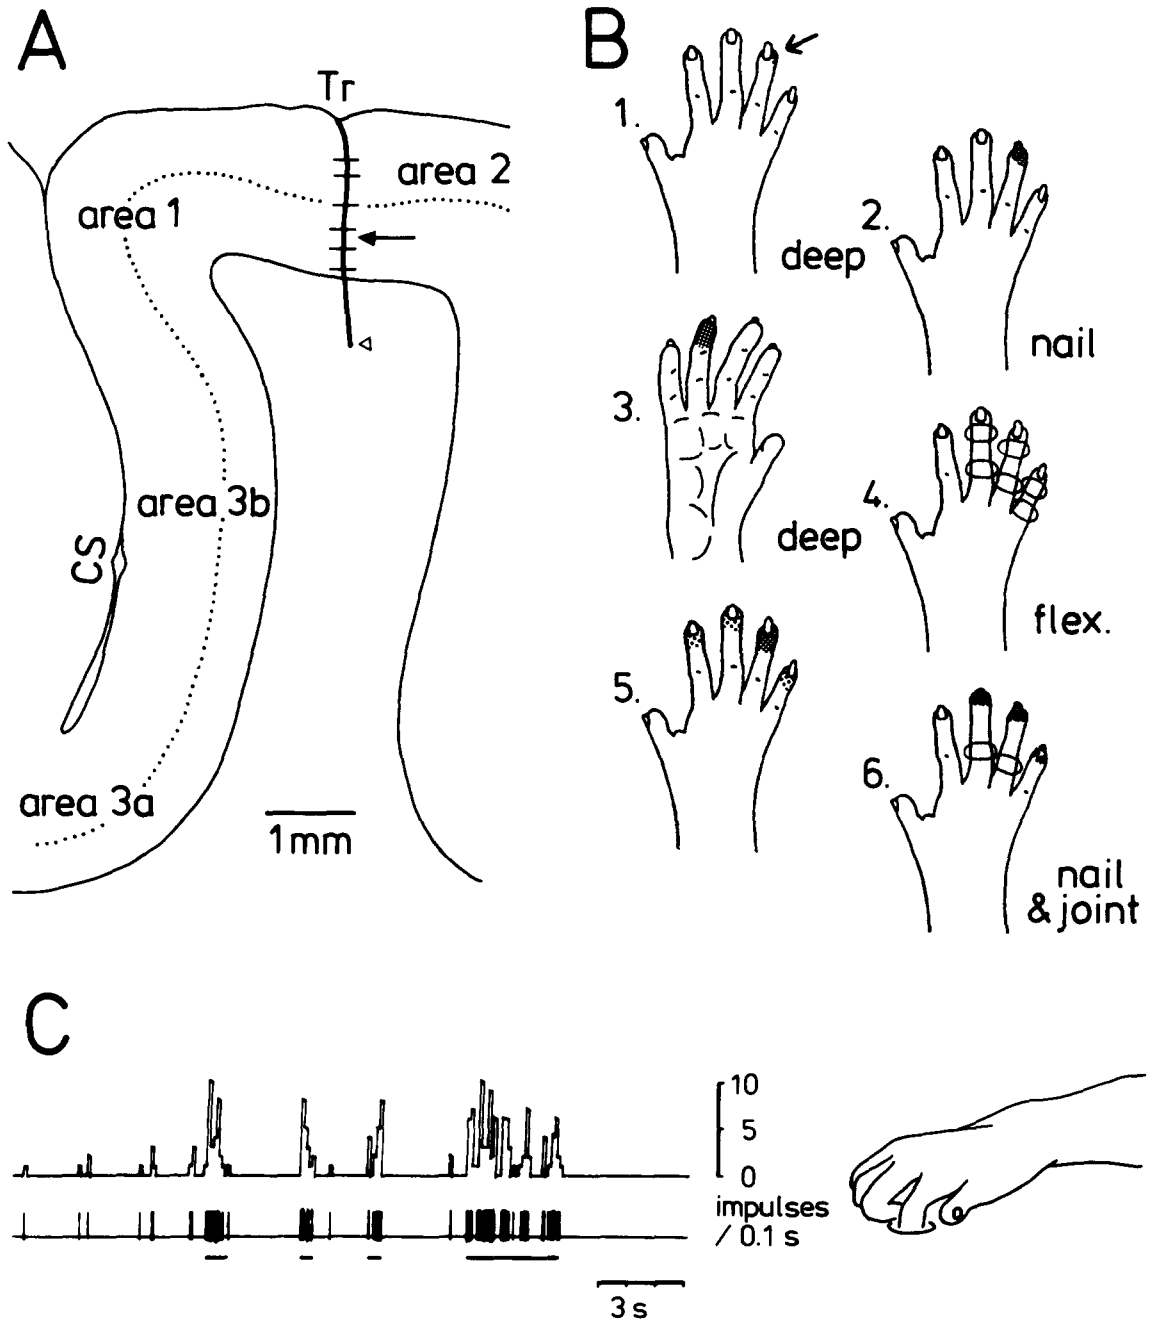 A
Tr
area 2
area 1
area 3b
CS
area 3a
1mm
B
1.
deep
2.
nail
3.
deep
4.
flex.
5.
6.
nail
& joint
C
10
5
0
impulses
/ 0.1 s
3 s